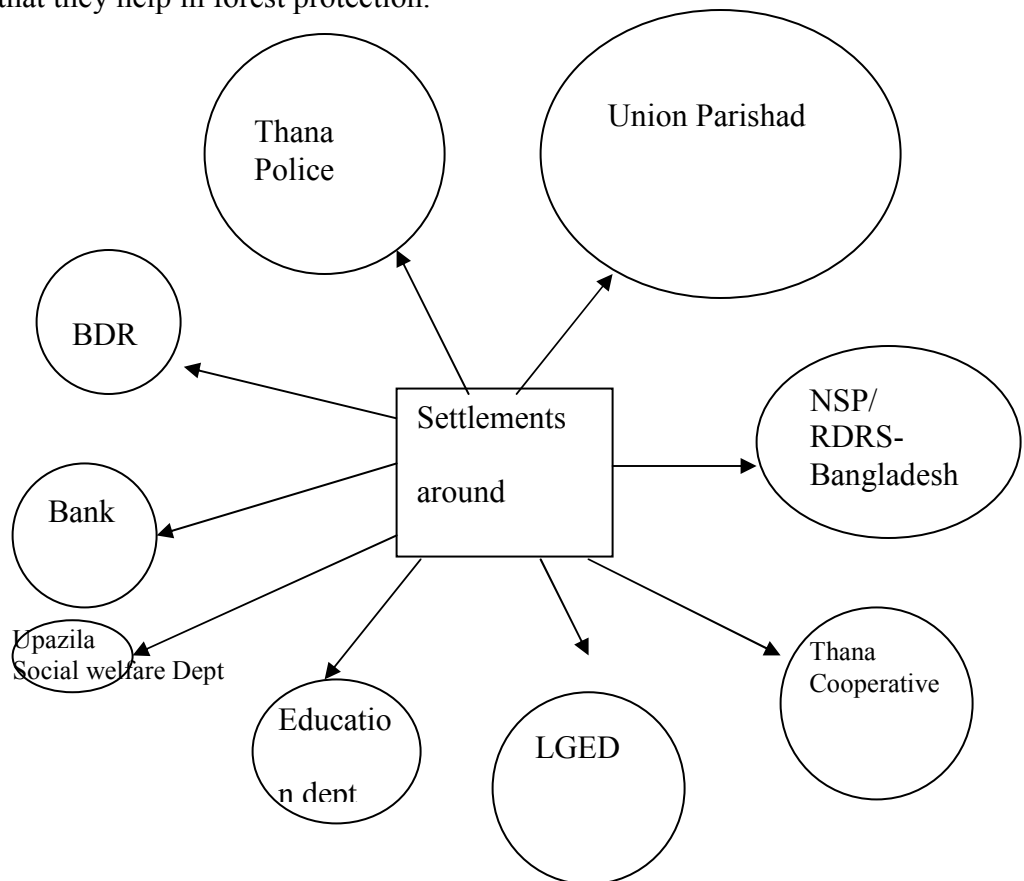 that they help in forest protection.
Thana
Police
Union Parishad
BDR
Settlements
around
NSP/
RDRS-
Bangladesh
Bank
Upazila
Social welfare Dept
Thana
Cooperative
Educatio
n dept
LGED